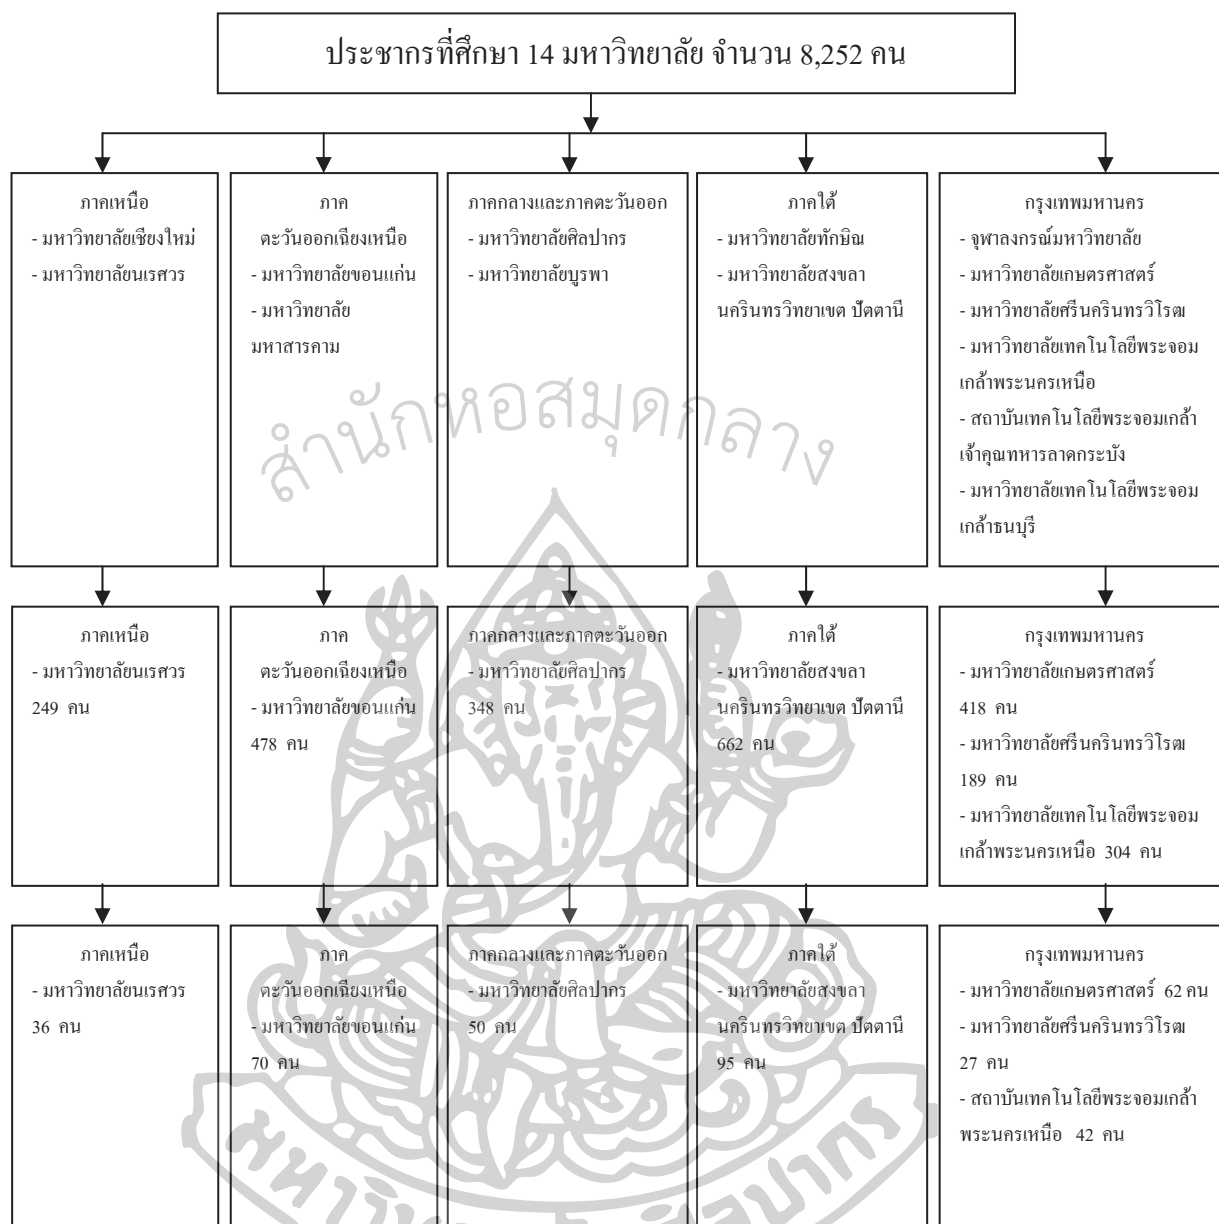 ประชากรที่ศึกษา 14 มหาวิทยาลัย จำนวน 8,252 คน
ภาคเหนือ
- มหาวิทยาลัยเชียงใหม่
- มหาวิทยาลัยนเรศวร
ภาค
ตะวันออกเฉียงเหนือ
- มหาวิทยาลัยขอนแก่น
- มหาวิทยาลัย
มหาสารคาม
ภาคกลางและภาคตะวันออก
- มหาวิทยาลัยศิลปากร
- มหาวิทยาลัยบูรพา
ภาคใต้
- มหาวิทยาลัยทักษิณ
- มหาวิทยาลัยสงขลา
นครินทรวิทยาเขต ปัตตานี
กรุงเทพมหานคร
- จุฬาลงกรณ์มหาวิทยาลัย
- มหาวิทยาลัยเกษตรศาสตร์
- มหาวิทยาลัยศรีนครินทรวิโรฒ
- มหาวิทยาลัยเทคโนโลยีพระจอม
เกล้าพระนครเหนือ
- สถาบันเทคโนโลยีพระจอมเกล้า
เจ้าคุณทหารลาดกระบัง
- มหาวิทยาลัยเทคโนโลยีพระจอม
เกล้าธนบุรี
สำนักหอสมุดกลาง
ภาคเหนือ
- มหาวิทยาลัยนเรศวร
249 คน
ภาค
ตะวันออกเฉียงเหนือ
- มหาวิทยาลัยขอนแก่น
478 คน
ภาคกลางและภาคตะวันออก
- มหาวิทยาลัยศิลปากร
348 คน
ภาคใต้
- มหาวิทยาลัยสงขลา
นครินทรวิทยาเขต ปัตตานี
662 คน
กรุงเทพมหานคร
- มหาวิทยาลัยเกษตรศาสตร์
418 คน
- มหาวิทยาลัยศรีนครินทรวิโรฒ
189 คน
- มหาวิทยาลัยเทคโนโลยีพระจอม
เกล้าพระนครเหนือ 304 คน
ภาคเหนือ
- มหาวิทยาลัยนเรศวร
36 คน
ภาค
ตะวันออกเฉียงเหนือ
- มหาวิทยาลัยขอนแก่น
70 คน
ภาคกลางและภาคตะวันออก
- มหาวิทยาลัยศิลปากร
50 คน
ภาคใต้
- มหาวิทยาลัยสงขลา
นครินทรวิทยาเขต ปัตตานี
95 คน
กรุงเทพมหานคร
- มหาวิทยาลัยเกษตรศาสตร์ 62 คน
- มหาวิทยาลัยศรีนครินทรวิโรฒ
27 คน
- สถาบันเทคโนโลยีพระจอมเกล้า
พระนครเหนือ 42 คน